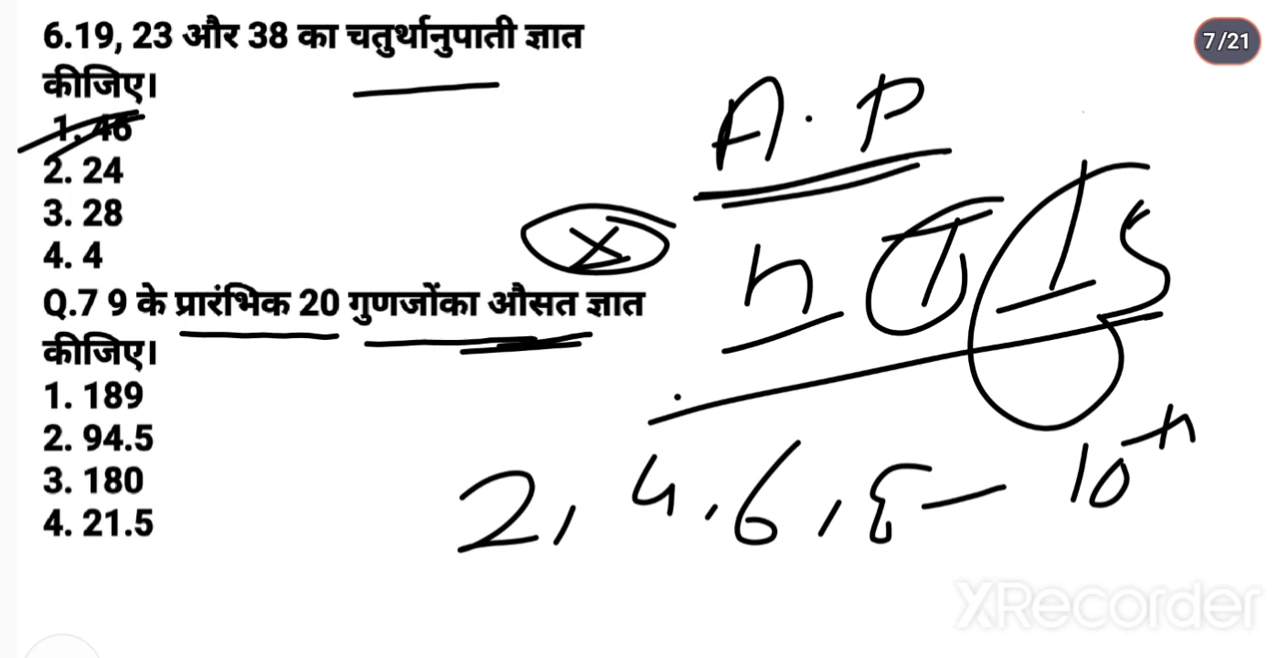 6.19, 23 और 38 का चतुर्थानुपाती ज्ञात
कीजिए।
1. 46
2. 24
3. 28
4. 4
Q.7 9 के प्रारंभिक 20 गुणजोंका औसत ज्ञात
कीजिए।
1. 189
2. 94.5
3. 180
4. 21.5
7/21
A.P
x
n
2, 4, 6, 8 — 10th
XRecorder